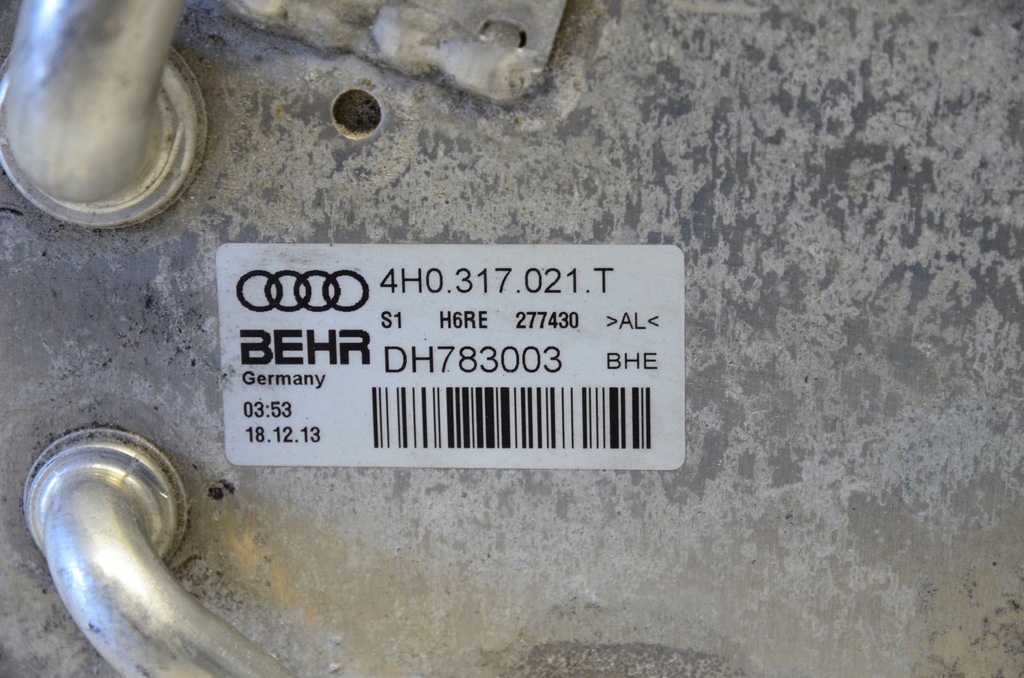 4H0.317.021.T
S1 H6RE 277430 >AL<
BEHR DH783003 BHE
Germany
03:53
18.12.13